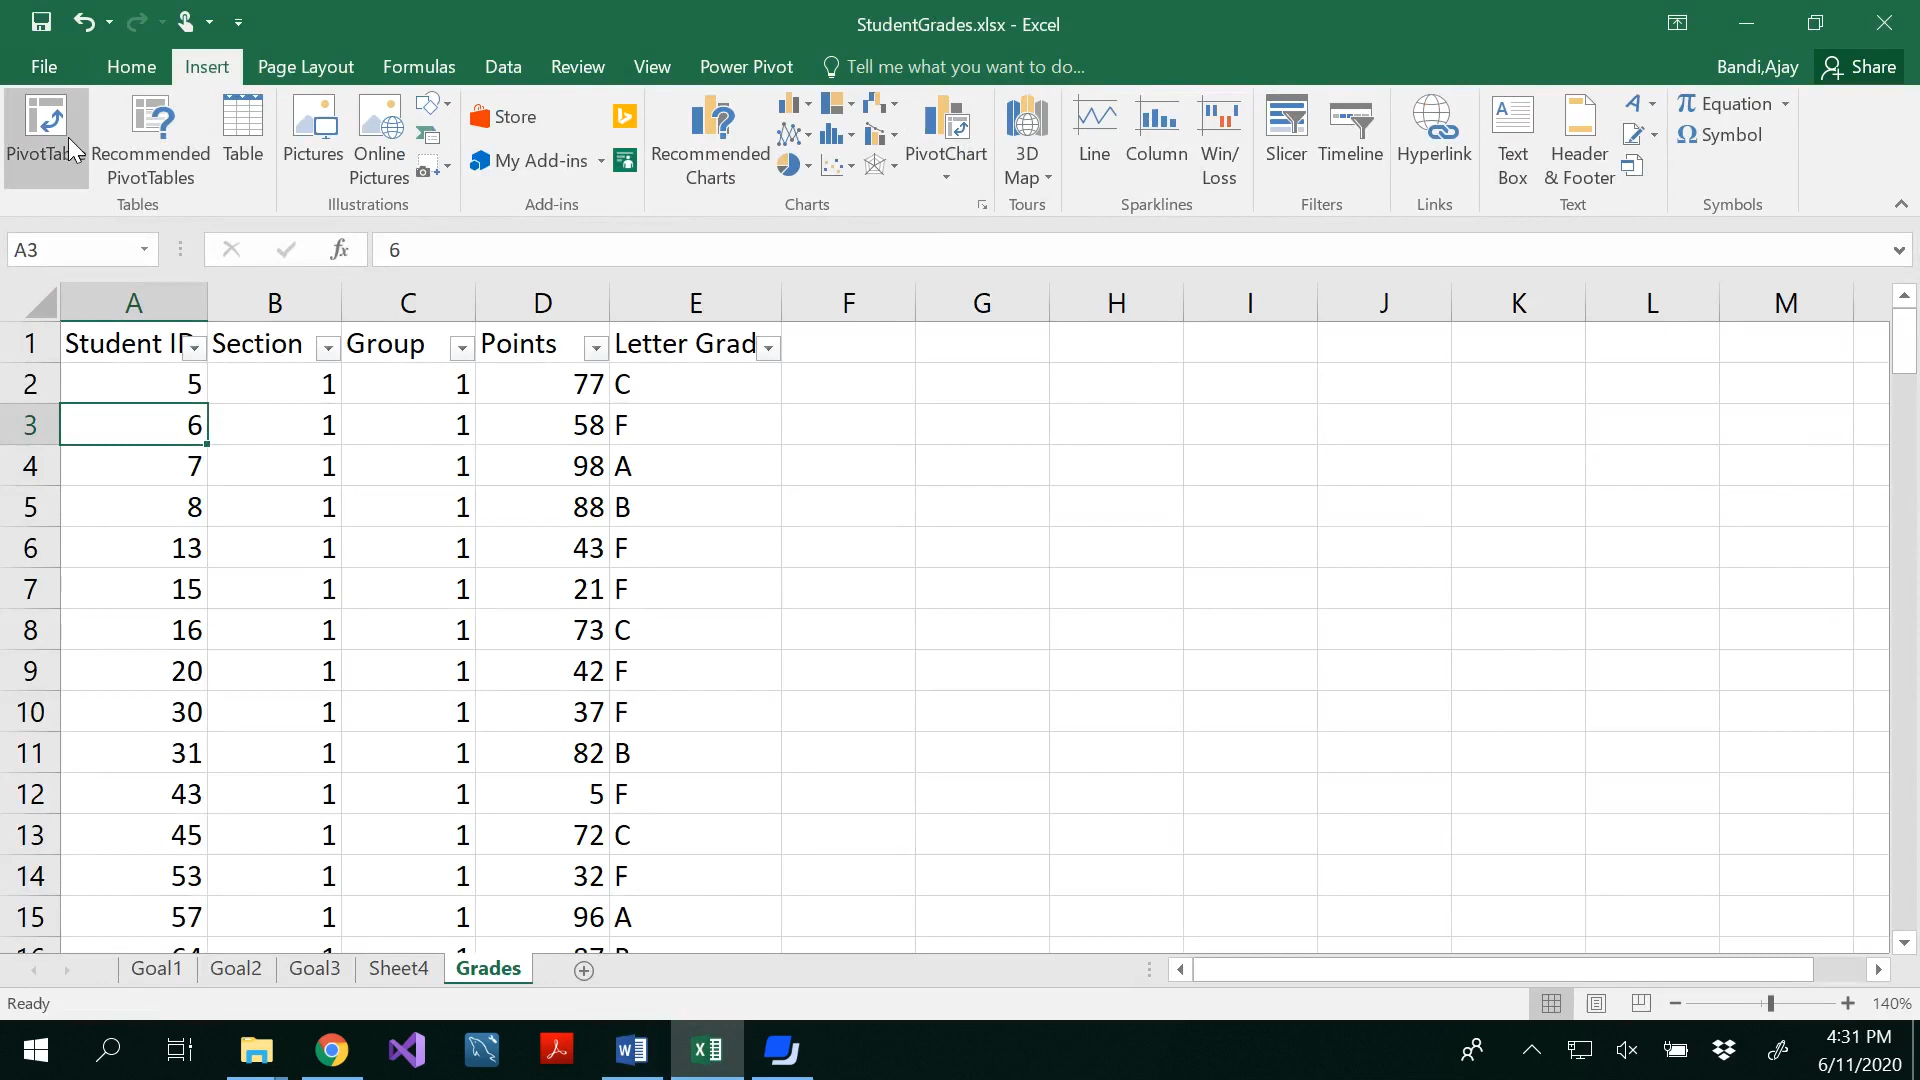 StudentGrades.xlsx - Excel
File Home Insert Page Layout Formulas Data Review View Power Pivot Tell me what you want to do... Bandi,Ajay Share
PivotTable Recommended PivotTables Table Pictures Online Pictures Store My Add-ins Recommended Charts PivotChart 3D Map Line Column Win/ Loss Slicer Timeline Hyperlink Text Box Header & Footer Equation Symbol
Tables Illustrations Add-ins Charts Tours Sparklines Filters Links Text Symbols
A3 fx 6
A B C D E F G H I J K L M
1 Student ID Section Group Points Letter Grad
2 5 1 1 77 C
3 6 1 1 58 F
4 7 1 1 98 A
5 8 1 1 88 B
6 13 1 1 43 F
7 15 1 1 21 F
8 16 1 1 73 C
9 20 1 1 42 F
10 30 1 1 37 F
11 31 1 1 82 B
12 43 1 1 5 F
13 45 1 1 72 C
14 53 1 1 32 F
15 57 1 1 96 A
Goal1 Goal2 Goal3 Sheet4 Grades
Ready 140%
4:31 PM
6/11/2020